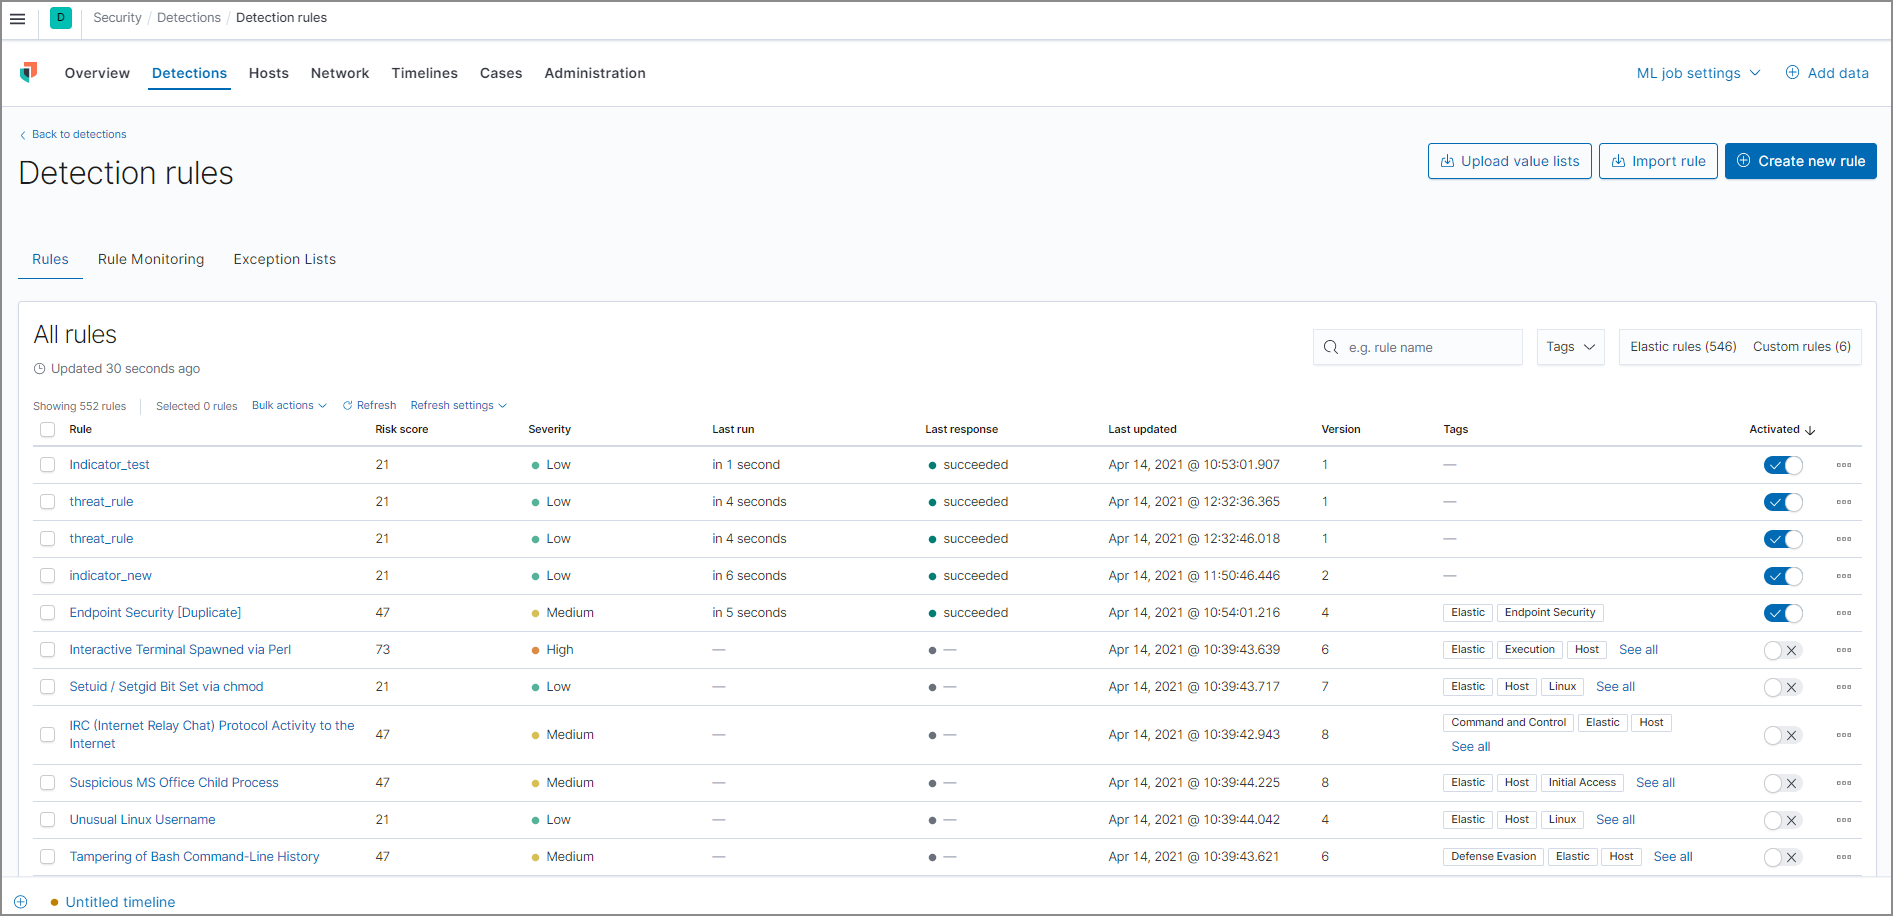 D Security / Detections / Detection rules
Overview Detections Hosts Network Timelines Cases Administration ML job settings Add data
Back to detections
Detection rules
Upload value lists Import rule Create new rule
Rules Rule Monitoring Exception Lists
All rules
e.g. rule name Tags Elastic rules (546) Custom rules (6)
Updated 30 seconds ago
Showing 552 rules Selected 0 rules Bulk actions Refresh Refresh settings
Rule Risk score Severity Last run Last response Last updated Version Tags Activated
Indicator_test 21 Low in 1 second succeeded Apr 14, 2021 @ 10:53:01.907 1 —
threat_rule 21 Low in 4 seconds succeeded Apr 14, 2021 @ 12:32:36.365 1 —
threat_rule 21 Low in 4 seconds succeeded Apr 14, 2021 @ 12:32:46.018 1 —
indicator_new 21 Low in 6 seconds succeeded Apr 14, 2021 @ 11:50:46.446 2 —
Endpoint Security [Duplicate] 47 Medium in 5 seconds succeeded Apr 14, 2021 @ 10:54:01.216 4 Elastic Endpoint Security
Interactive Terminal Spawned via Perl 73 High — — Apr 14, 2021 @ 10:39:43.639 6 Elastic Execution Host See all
Setuid / Setgid Bit Set via chmod 21 Low — — Apr 14, 2021 @ 10:39:43.717 7 Elastic Host Linux See all
IRC (Internet Relay Chat) Protocol Activity to the
Internet 47 Medium — — Apr 14, 2021 @ 10:39:42.943 8 Command and Control Elastic Host
See all
Suspicious MS Office Child Process 47 Medium — — Apr 14, 2021 @ 10:39:44.225 8 Elastic Host Initial Access See all
Unusual Linux Username 21 Low — — Apr 14, 2021 @ 10:39:44.042 4 Elastic Host Linux See all
Tampering of Bash Command-Line History 47 Medium — — Apr 14, 2021 @ 10:39:43.621 6 Defense Evasion Elastic Host See all
Untitled timeline